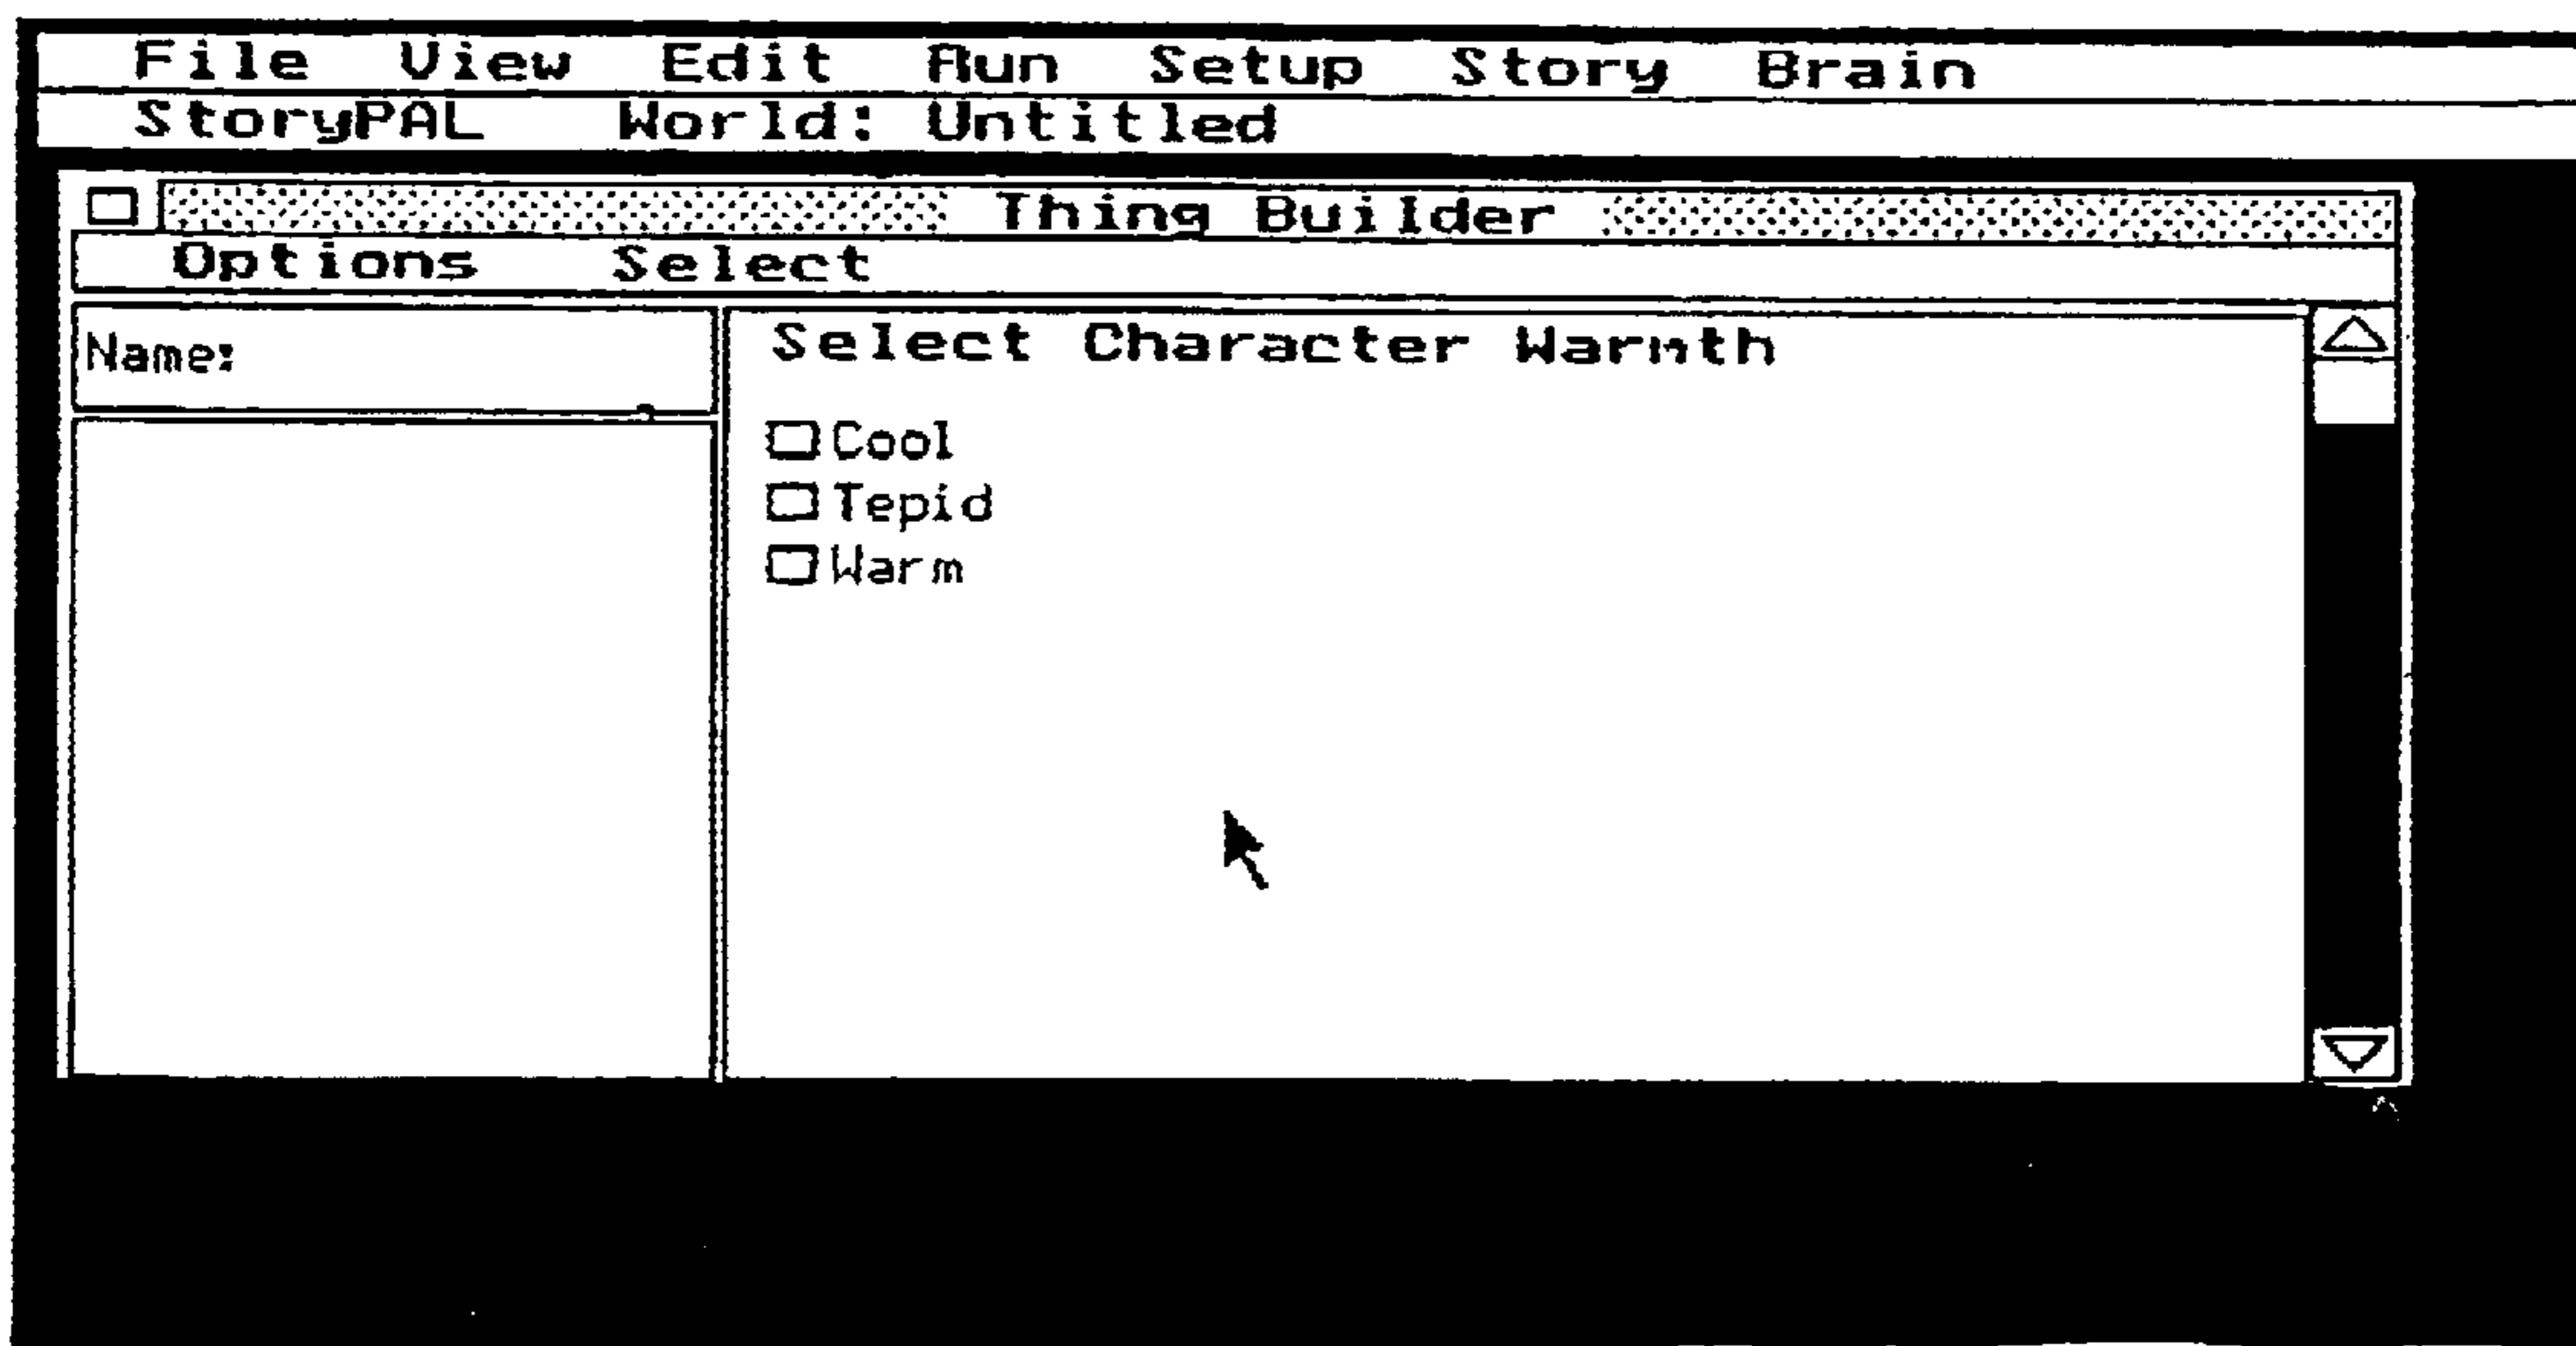 File View Edit Run Setup Story Brain
StoryPAL World: Untitled
Thing Builder
Options Select
Name:
Select Character Warmth
Cool
Tepid
Warm